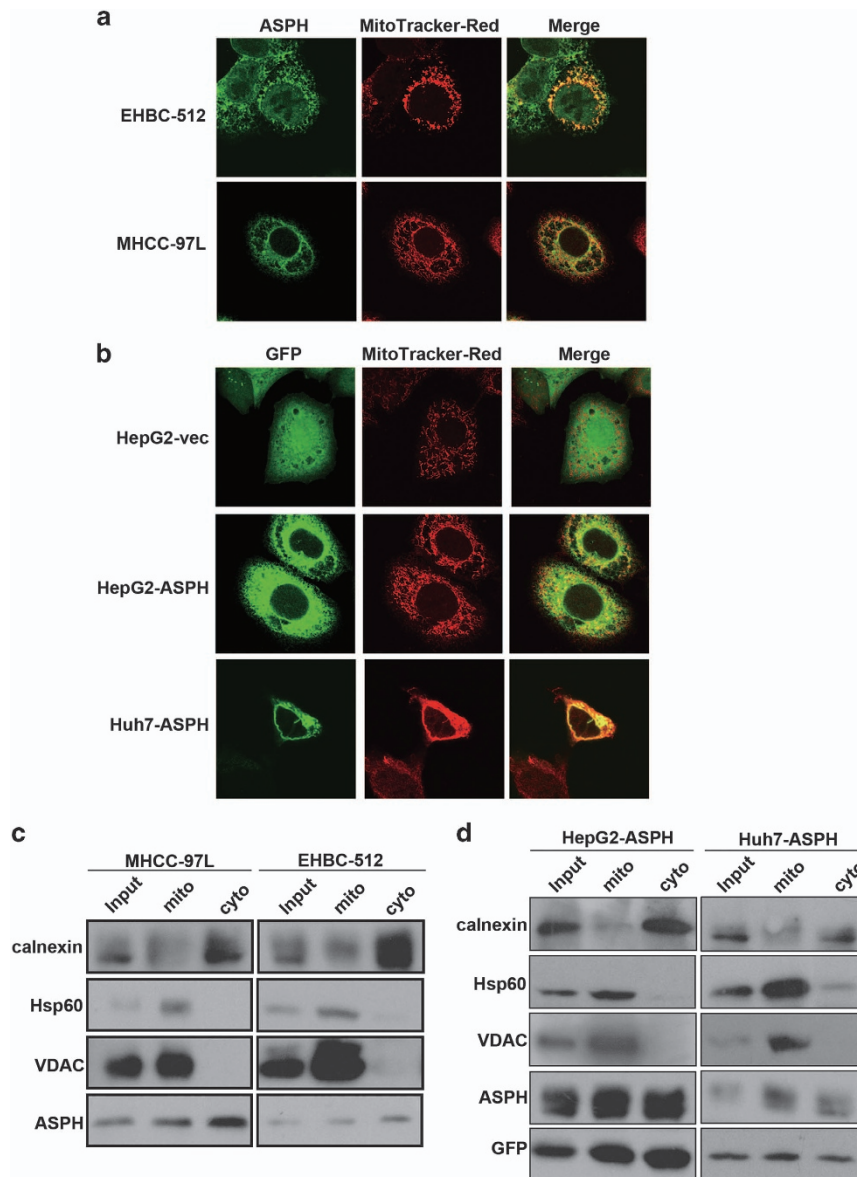 a
ASPH MitoTracker-Red Merge
EHBC-512
MHCC-97L
b
GFP MitoTracker-Red Merge
HepG2-vec
HepG2-ASPH
Huh7-ASPH
c
MHCC-97L EHBC-512
Input mito cyto Input mito cyto
calnexin
Hsp60
VDAC
ASPH
d
HepG2-ASPH Huh7-ASPH
Input mito cyto Input mito cyto
calnexin
Hsp60
VDAC
ASPH
GFP